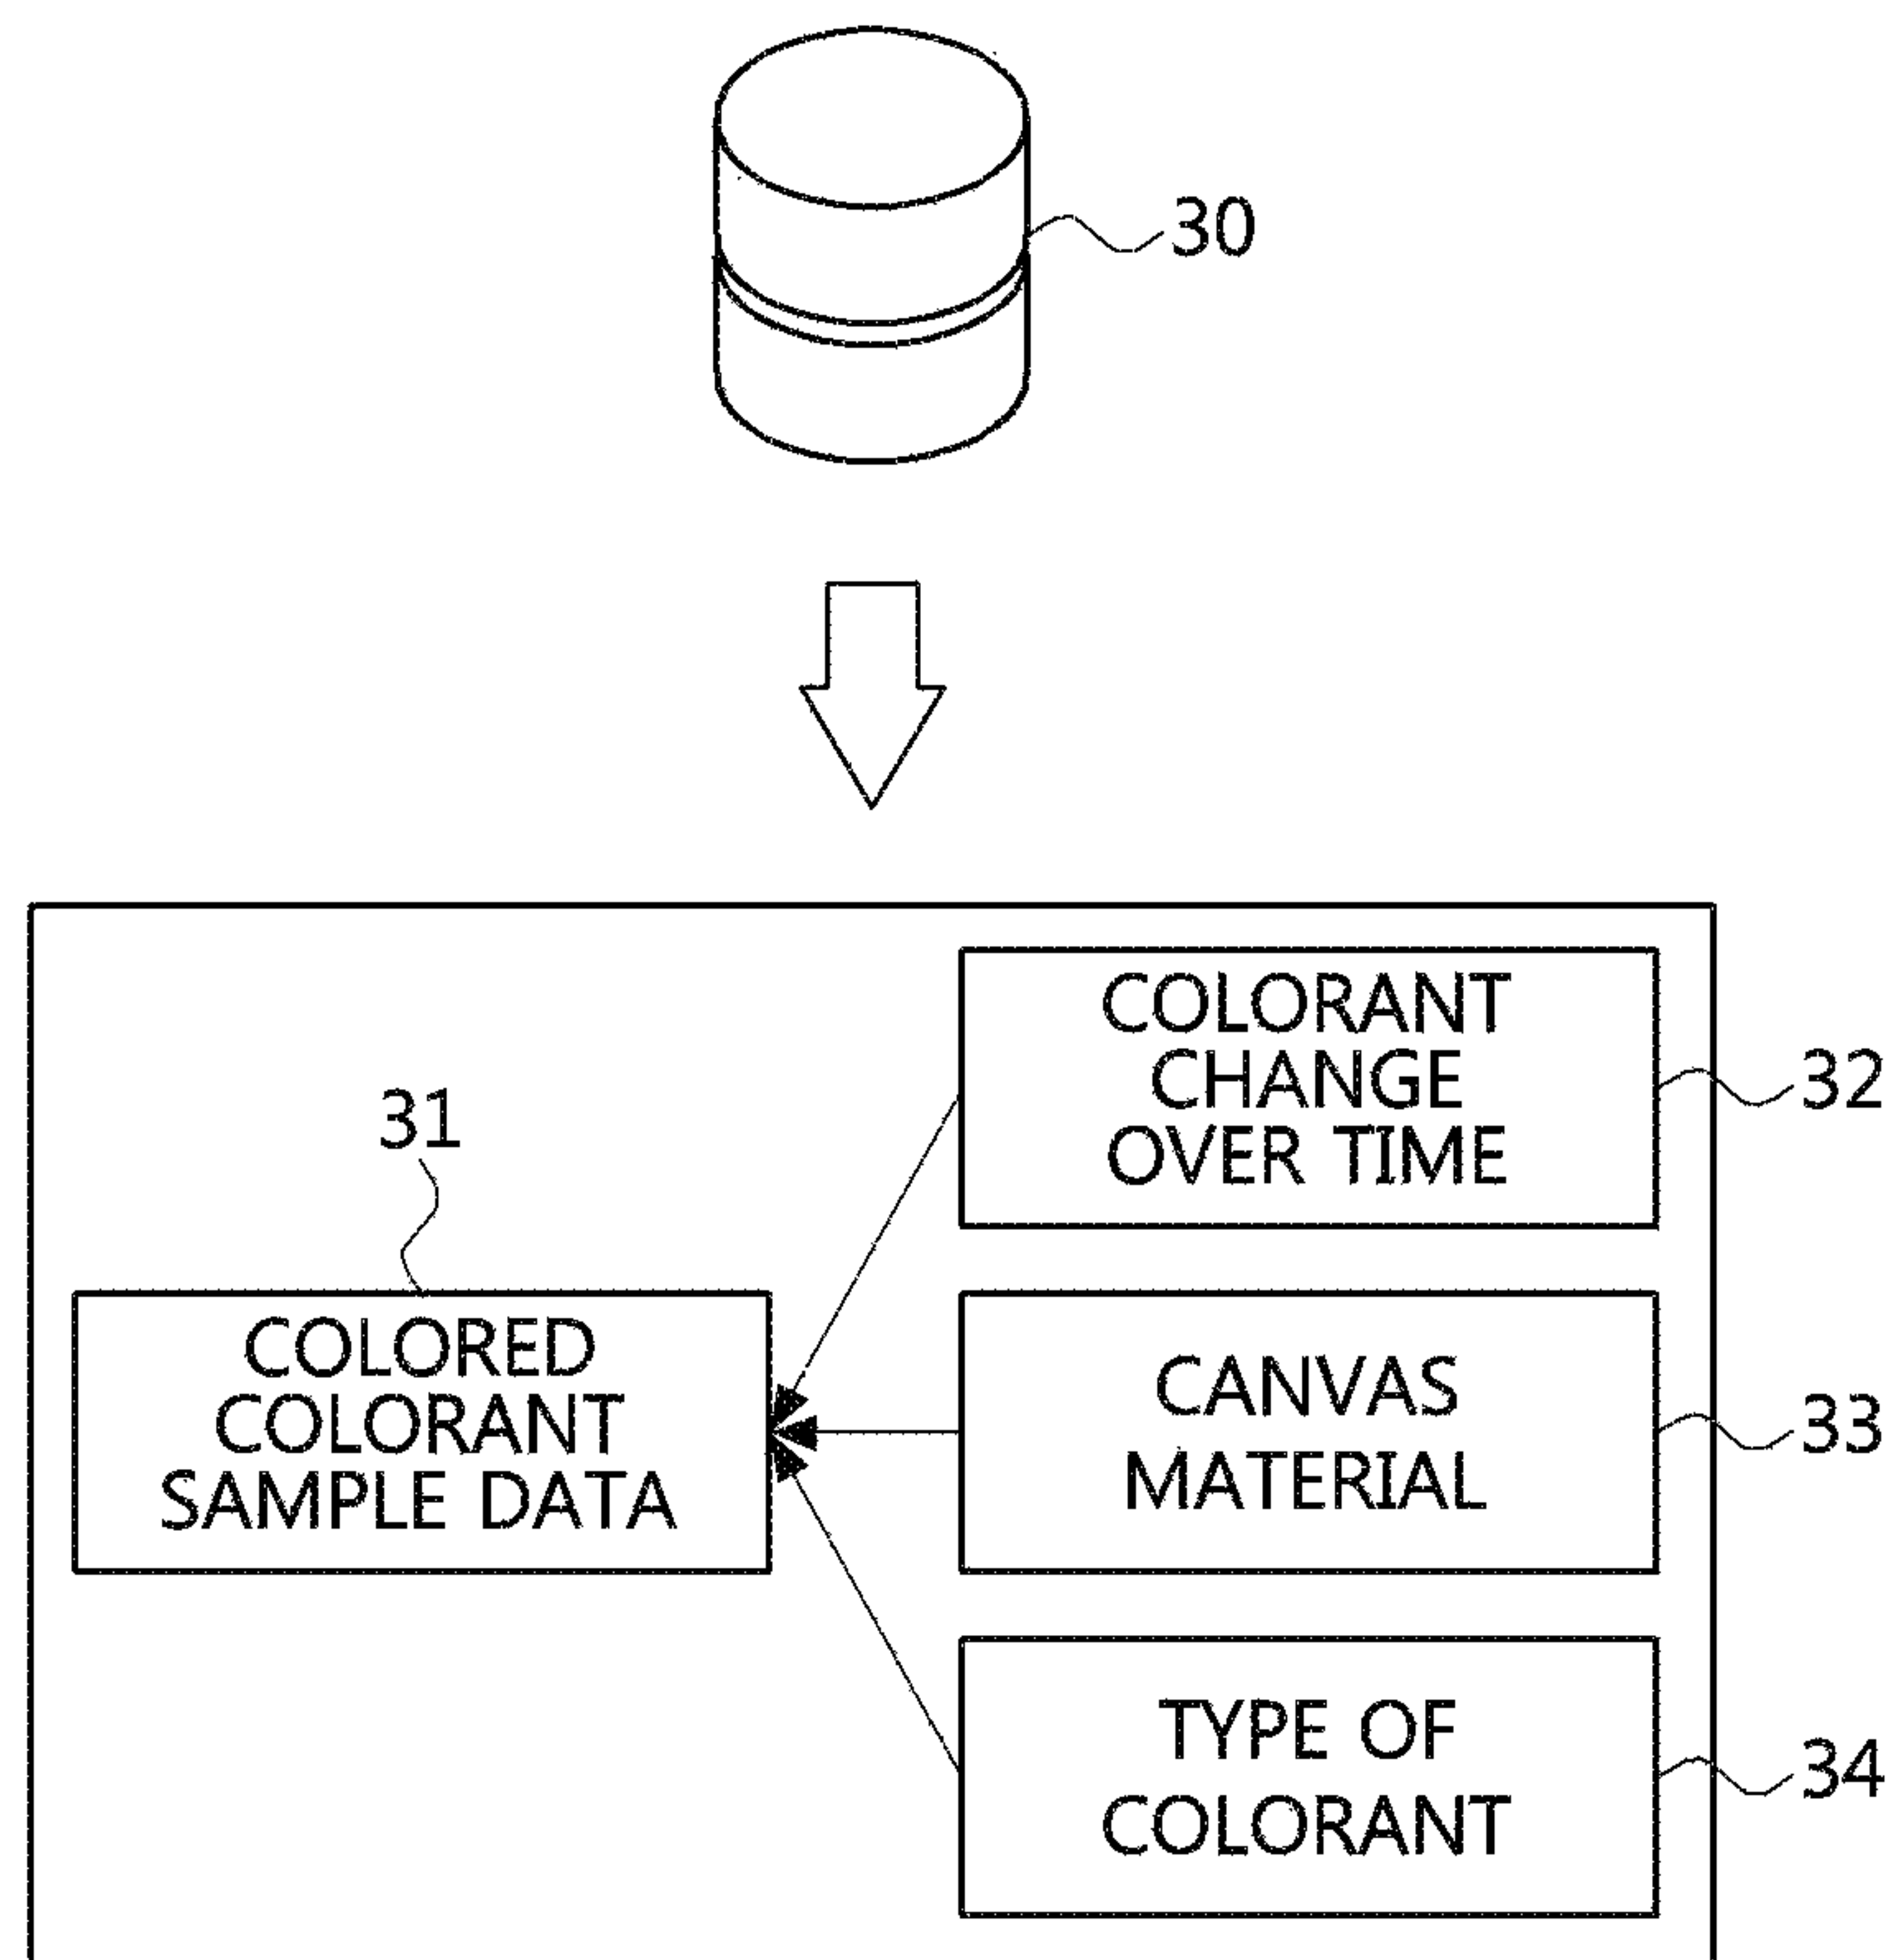 30
COLORANT
CHANGE
OVER TIME
32
31
COLORED
COLORANT
SAMPLE DATA
CANVAS
MATERIAL
33
TYPE OF
COLORANT
34